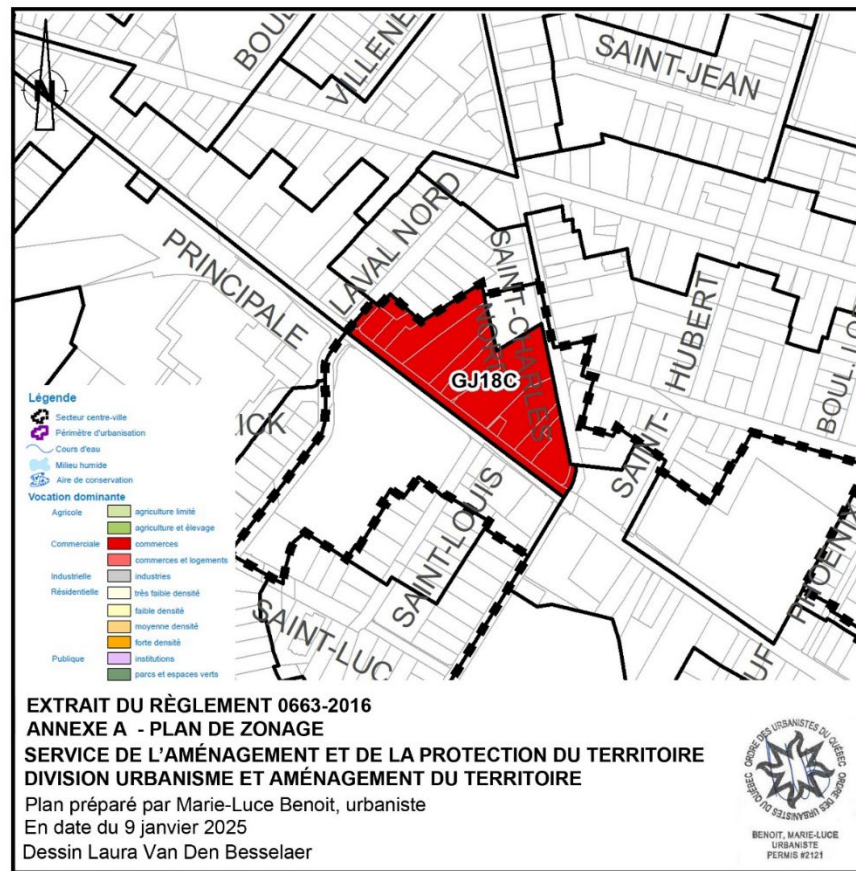 SAINT-JEAN
N
LAVAL NORD
PRINCIPALE
SAINT-CHARLES
NORD
SAINT-HUBERT
GJ18C
SAINT-LOUIS
SAINT-LUC
Légende
Secteur centre-ville
Périmètre d'urbanisation
Cours d'eau
Milieu humide
Aire de conservation
Vocation dominante
Agricole
agriculture limité
agriculture et élevage
Commerciale
commerces
commerces et logements
Industrielle
industries
Résidentielle
très faible densité
faible densité
moyenne densité
forte densité
Publique
institutions
parcs et espaces verts
EXTRAIT DU RÈGLEMENT 0663-2016
ANNEXE A - PLAN DE ZONAGE
SERVICE DE L'AMÉNAGEMENT ET DE LA PROTECTION DU TERRITOIRE
DIVISION URBANISME ET AMÉNAGEMENT DU TERRITOIRE
Plan préparé par Marie-Luce Benoit, urbaniste
En date du 9 janvier 2025
Dessin Laura Van Den Besselaer
ORDRE DES URBANISTES DU QUÉBEC
ORDRE DES URBANISTES DU QUÉBEC
BENOIT, MARIE-LUCE
URBANISTE
PERMIS #2121